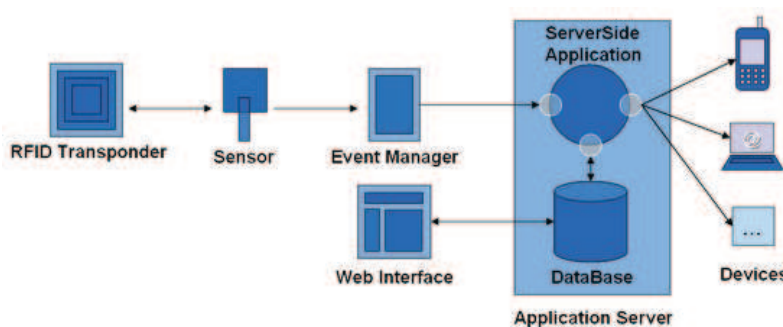 ServerSide
Application
RFID Transponder
Sensor
Event Manager
Web Interface
DataBase
...
Devices
Application Server